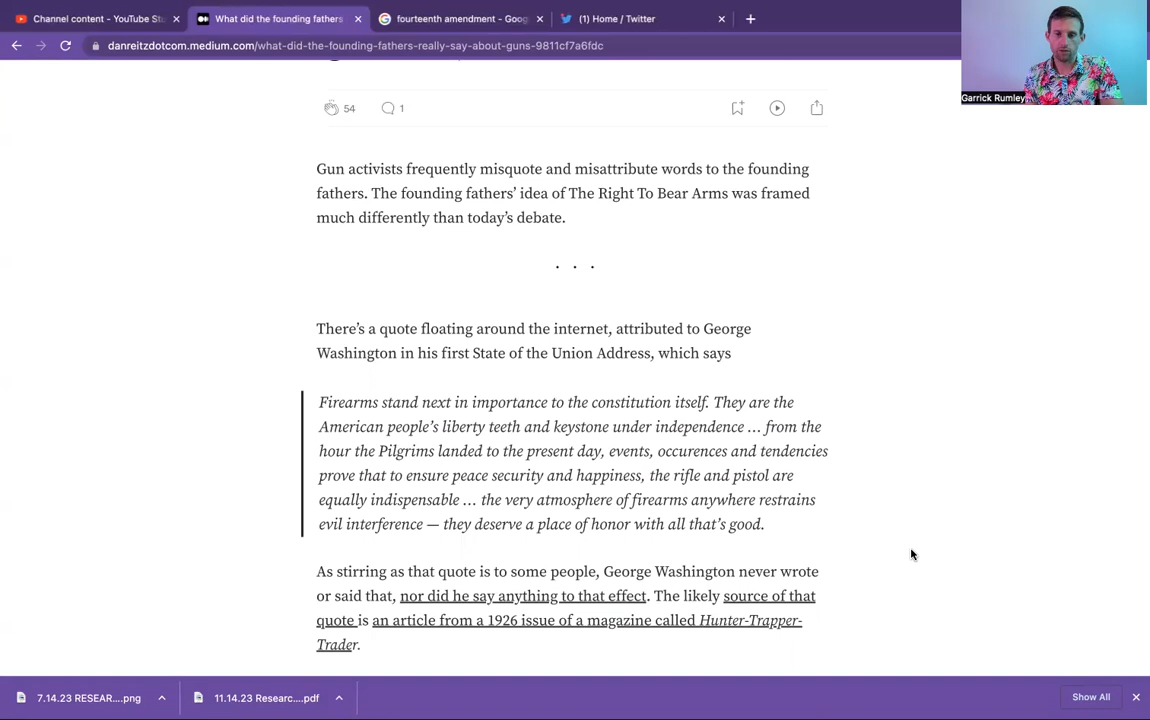 Channel content - YouTube St
What did the founding fathers
fourteenth amendment - Goog
(1) Home / Twitter
danreitzdotcom.medium.com/what-did-the-founding-fathers-really-say-about-guns-9811cf7a6fdc
Garrick Rumley
54
1
Gun activists frequently misquote and misattribute words to the founding
fathers. The founding fathers’ idea of The Right To Bear Arms was framed
much differently than today’s debate.
. . .
There’s a quote floating around the internet, attributed to George
Washington in his first State of the Union Address, which says
Firearms stand next in importance to the constitution itself. They are the
American people’s liberty teeth and keystone under independence … from the
hour the Pilgrims landed to the present day, events, occurences and tendencies
prove that to ensure peace security and happiness, the rifle and pistol are
equally indispensable … the very atmosphere of firearms anywhere restrains
evil interference — they deserve a place of honor with all that’s good.
As stirring as that quote is to some people, George Washington never wrote
or said that, nor did he say anything to that effect. The likely source of that
quote is an article from a 1926 issue of a magazine called Hunter-Trapper-
Trader.
7.14.23 RESEAR....png
11.14.23 Researc....pdf
Show All